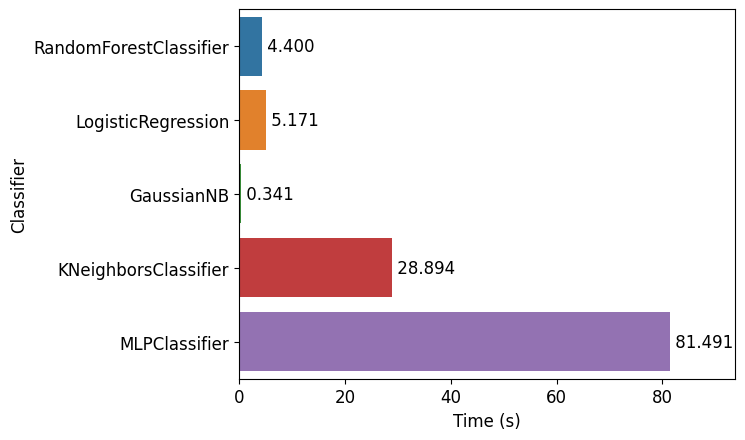 RandomForestClassifier 4.400
LogisticRegression 5.171
GaussianNB 0.341
KNeighborsClassifier 28.894
MLPClassifier 81.491
Classifier
0 20 40 60 80
Time (s)